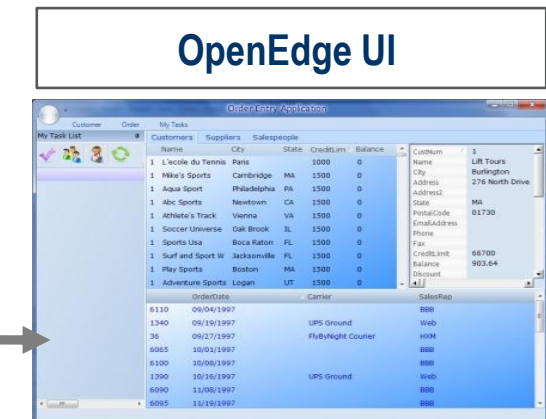 OpenEdge UI
Order Entry Application
Customer Order My Tasks
My Task List
Customers Suppliers Salespeople
Name City State CreditLim Balance
1 L'ecole du Tennis Paris 1000 0
1 Mike's Sports Cambridge MA 1500 0
1 Aqua Sport Philadelphia PA 1500 0
1 Abc Sports Newtown CA 1500 0
1 Athlete's Track Vienna VA 1500 0
1 Soccer Universe Oak Brook IL 1500 0
1 Sports Usa Boca Raton FL 1500 0
1 Surf and Sport W Jacksonville FL 1500 0
1 Play Sports Boston MA 1500 0
1 Adventure Sports Logan UT 1500 0
CustNum 1
Name Lift Tours
City Burlington
Address 276 North Drive
Address2
State MA
PostalCode 01730
EmailAddress
Phone
Fax
CreditLimit 66700
Balance 903.64
Discount
OrderDate Carrier SalesRep
6110 09/04/1997 BBB
1340 09/19/1997 UPS Ground Web
36 09/27/1997 FlyByNight Courier HXM
6065 10/01/1997 BBB
6100 10/08/1997 BBB
1390 10/16/1997 UPS Ground Web
6090 11/08/1997 BBB
6095 11/19/1997 BBB